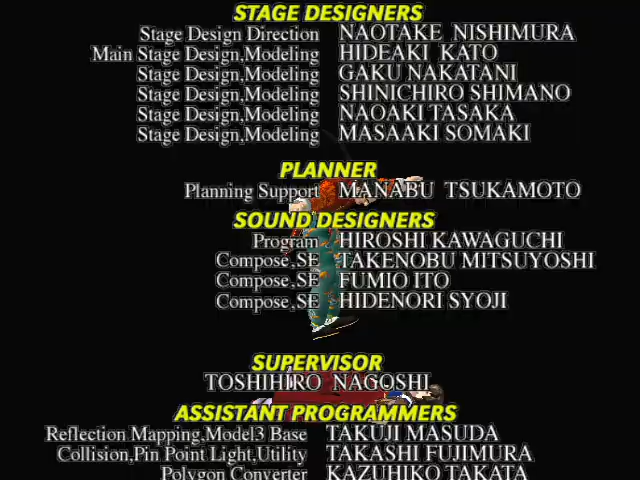 STAGE DESIGNERS
Stage Design Direction NAOTAKE NISHIMURA
Main Stage Design,Modeling HIDEAKI KATO
Stage Design,Modeling GAKU NAKATANI
Stage Design,Modeling SHINICHIRO SHIMANO
Stage Design,Modeling NAOAKI TASAKA
Stage Design,Modeling MASAAKI SOMAKI
PLANNER
Planning Support MANABU TSUKAMOTO
SOUND DESIGNERS
Program HIROSHI KAWAGUCHI
Compose,SE TAKENOBU MITSUYOSHI
Compose,SE FUMIO ITO
Compose,SE HIDENORI SYOJI
SUPERVISOR
TOSHIHIRO NAGOSHI
ASSISTANT PROGRAMMERS
Reflection Mapping,Model3 Base TAKUJI MASUDA
Collision,Pin Point Light,Utility TAKASHI FUJIMURA
Polygon Converter KAZUHIKO TAKATA